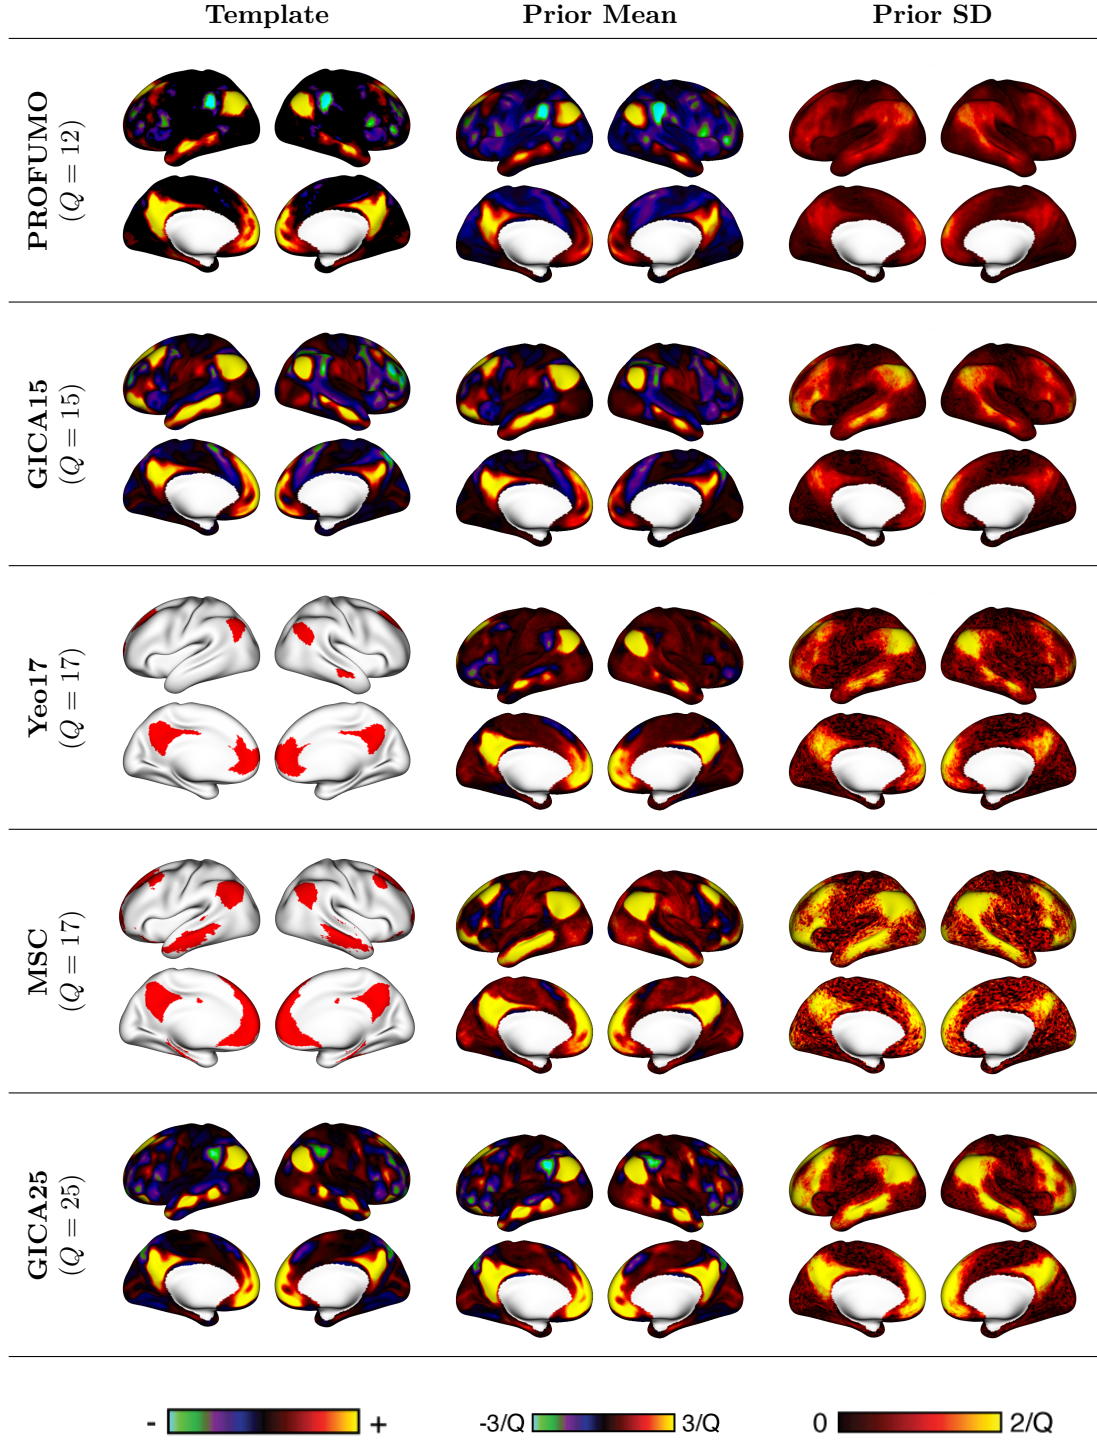 Template Prior Mean Prior SD
PROFUMO
(Q = 12)
GICA15
(Q = 15)
Yeo17
(Q = 17)
MSC
(Q = 17)
GICA25
(Q = 25)
- + -3/Q 3/Q 0 2/Q